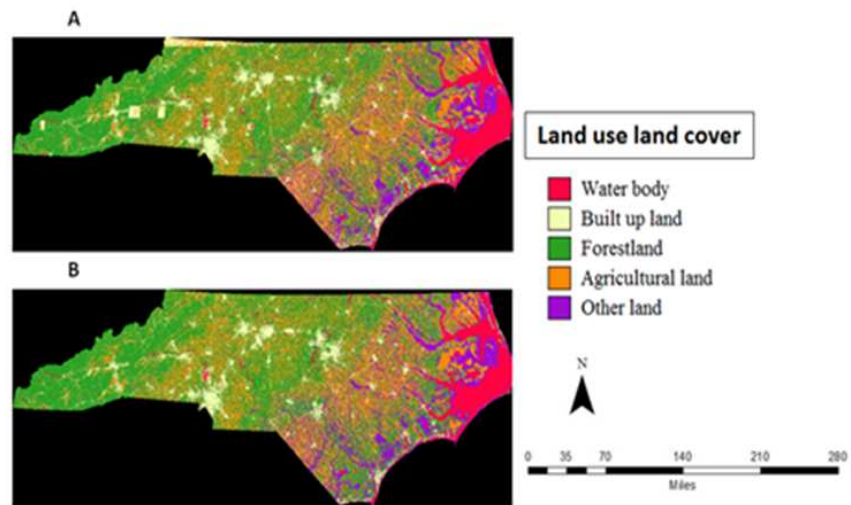 A
Land use land cover
Water body
Built up land
Forestland
Agricultural land
Other land
B
N
0 35 70 140 210 280
Miles